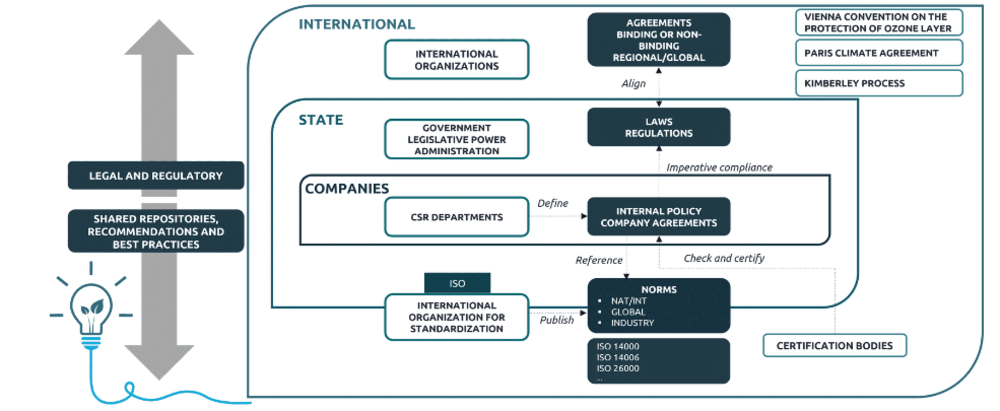 INTERNATIONAL
AGREEMENTS
BINDING OR NON-
BINDING
REGIONAL/GLOBAL
VIENNA CONVENTION ON THE
PROTECTION OF OZONE LAYER
PARIS CLIMATE AGREEMENT
KIMBERLEY PROCESS
INTERNATIONAL
ORGANIZATIONS
Align
STATE
GOVERNMENT
LEGISLATIVE POWER
ADMINISTRATION
LAWS
REGULATIONS
Imperative compliance
LEGAL AND REGULATORY
SHARED REPOSITORIES,
RECOMMENDATIONS AND
BEST PRACTICES
COMPANIES
CSR DEPARTMENTS
Define
INTERNAL POLICY
COMPANY AGREEMENTS
Reference
Check and certify
ISO
INTERNATIONAL
ORGANIZATION FOR
STANDARDIZATION
Publish
NORMS
▪ NAT/INT
▪ GLOBAL
▪ INDUSTRY
ISO 14000
ISO 14006
ISO 26000
...
CERTIFICATION BODIES